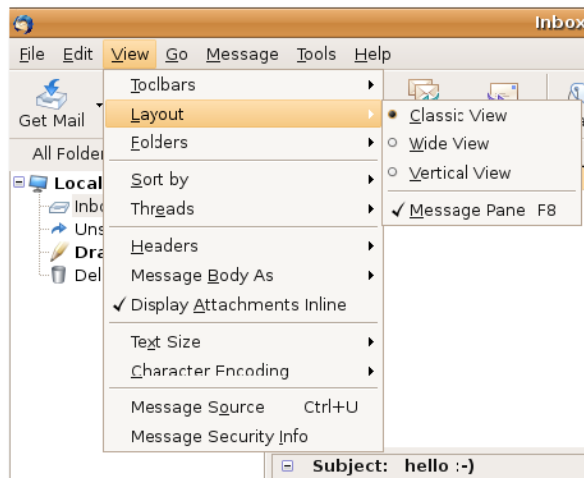 Inbox
File Edit View Go Message Tools Help
Toolbars
Get Mail
Layout
Classic View
All Folder
Folders
Wide View
Local
Sort by
Vertical View
Inbo
Threads
Message Pane F8
Uns
Dra
Headers
Del
Message Body As
Display Attachments Inline
Text Size
Character Encoding
Message Source Ctrl+U
Message Security Info
Subject: hello :-)